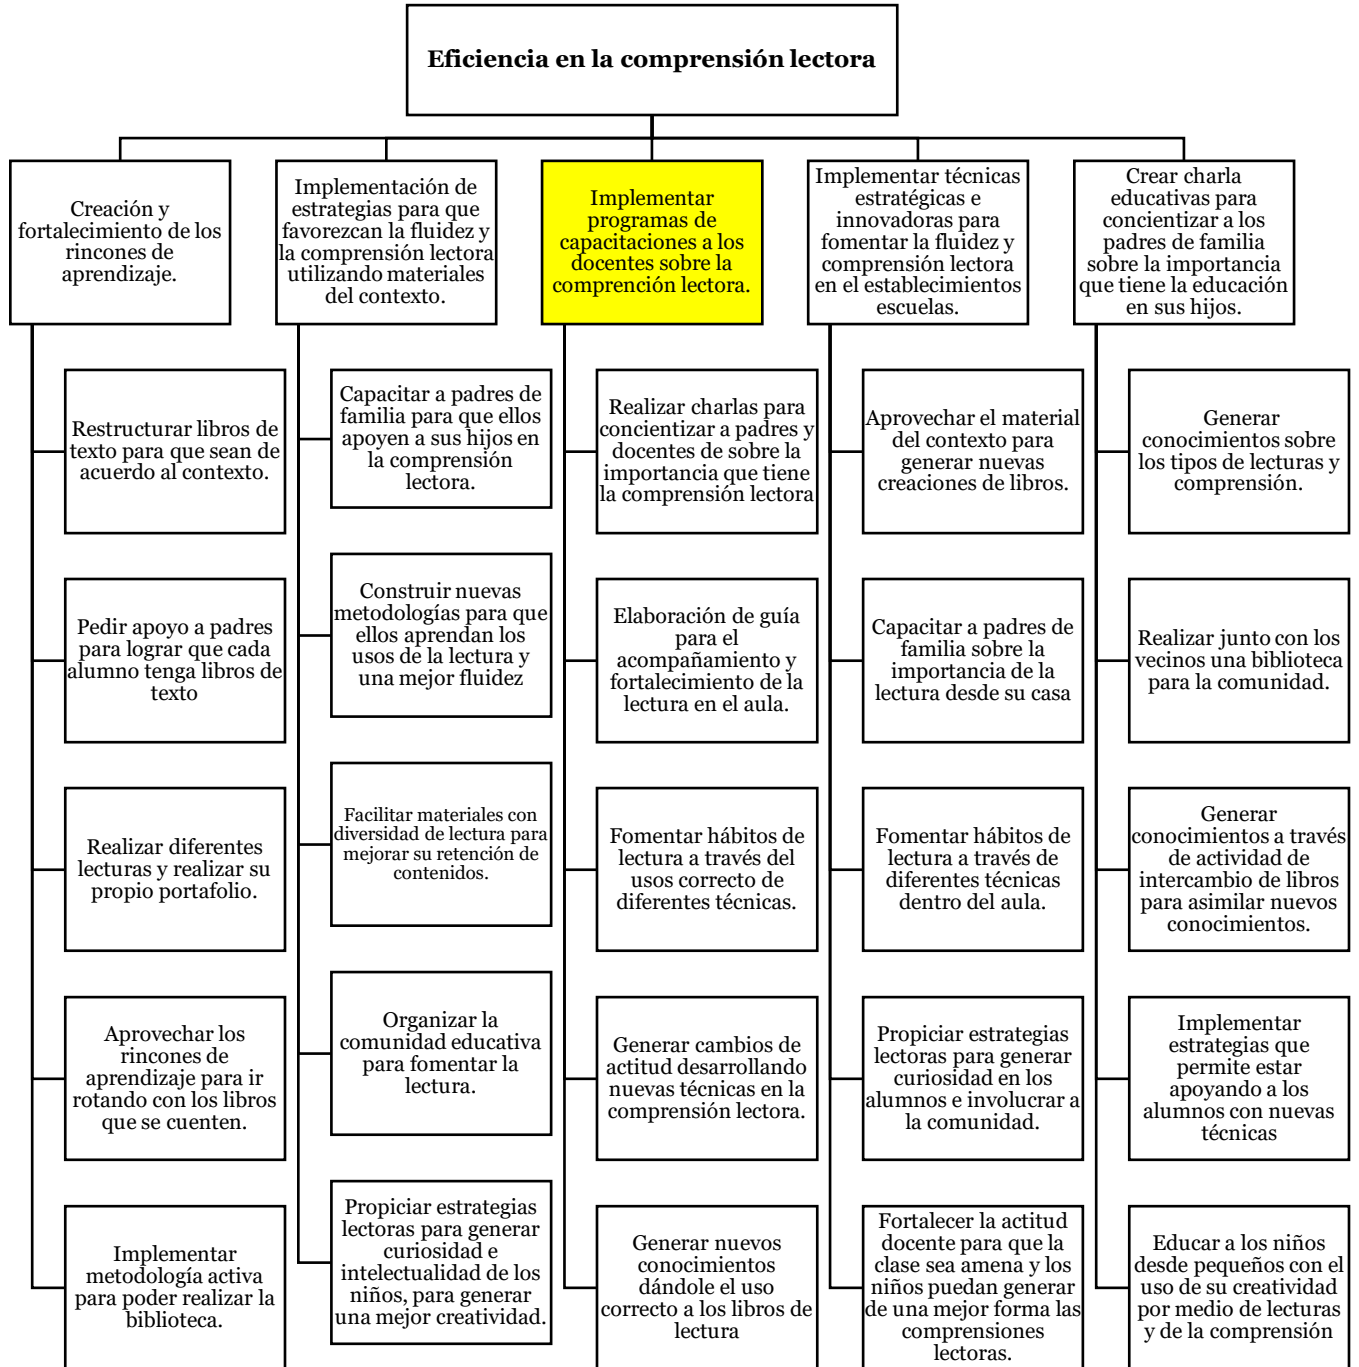 Eficiencia en la comprensión lectora
Creación y
fortalecimiento de los
rincones de
aprendizaje.
Restructurar libros de
texto para que sean de
acuerdo al contexto.
Pedir apoyo a padres
para lograr que cada
alumno tenga libros de
texto
Realizar diferentes
lecturas y realizar su
propio portafolio.
Aprovechar los
rincones de
aprendizaje para ir
rotando con los libros
que se cuenten.
Implementar
metodología activa
para poder realizar la
biblioteca.
Implementación de
estrategias para que
favorezcan la fluidez y
la comprensión lectora
utilizando materiales
del contexto.
Capacitar a padres de
familia para que ellos
apoyen a sus hijos en
la comprensión
lectora.
Construir nuevas
metodologías para que
ellos aprendan los
usos de la lectura y
una mejor fluidez
Facilitar materiales con
diversidad de lectura para
mejorar su retención de
contenidos.
Organizar la
comunidad educativa
para fomentar la
lectura.
Propiciar estrategias
lectoras para generar
curiosidad e
intelectualidad de los
niños, para generar
una mejor creatividad.
Implementar
programas de
capacitaciones a los
docentes sobre la
comprención lectora.
Realizar charlas para
concientizar a padres y
docentes de sobre la
importancia que tiene
la comprensión lectora
Elaboración de guía
para el
acompañamiento y
fortalecimiento de la
lectura en el aula.
Fomentar hábitos de
lectura a través del
usos correcto de
diferentes técnicas.
Generar cambios de
actitud desarrollando
nuevas técnicas en la
comprensión lectora.
Generar nuevos
conocimientos
dándole el uso
correcto a los libros de
lectura
Implementar técnicas
estratégicas e
innovadoras para
fomentar la fluidez y
comprensión lectora
en el establecimientos
escuelas.
Aprovechar el material
del contexto para
generar nuevas
creaciones de libros.
Capacitar a padres de
familia sobre la
importancia de la
lectura desde su casa
Fomentar hábitos de
lectura a través de
diferentes técnicas
dentro del aula.
Propiciar estrategias
lectoras para generar
curiosidad en los
alumnos e involucrar a
la comunidad.
Fortalecer la actitud
docente para que la
clase sea amena y los
niños puedan generar
de una mejor forma las
comprensiones
lectoras.
Crear charla
educativas para
concientizar a los
padres de familia
sobre la importancia
que tiene la educación
en sus hijos.
Generar
conocimientos sobre
los tipos de lecturas y
comprensión.
Realizar junto con los
vecinos una biblioteca
para la comunidad.
Generar
conocimientos a través
de actividad de
intercambio de libros
para asimilar nuevos
conocimientos.
Implementar
estrategias que
permite estar
apoyando a los
alumnos con nuevas
técnicas
Educar a los niños
desde pequeños con el
uso de su creatividad
por medio de lecturas
y de la comprensión